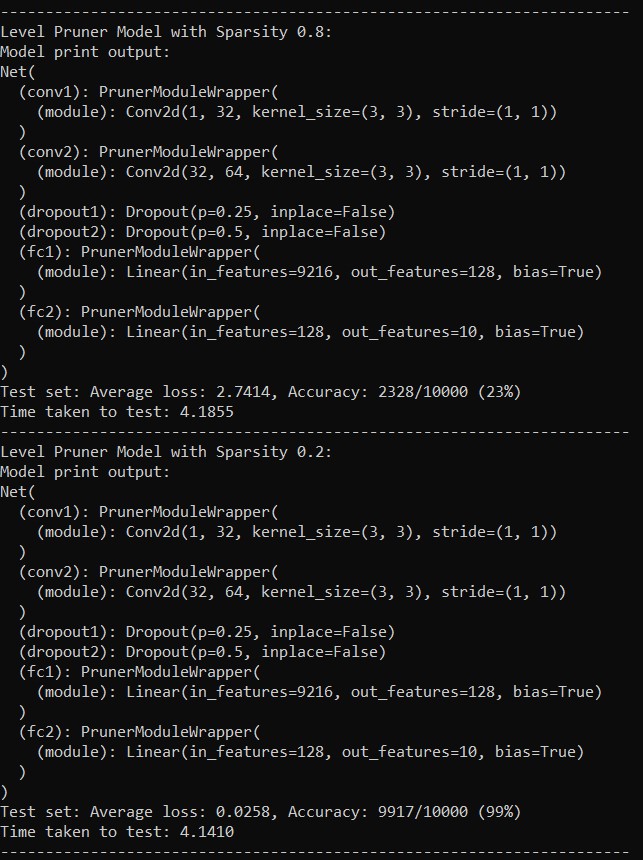 ----------------------------------------------------------------------
Level Pruner Model with Sparsity 0.8:
Model print output:
Net(
  (conv1): PrunerModuleWrapper(
    (module): Conv2d(1, 32, kernel_size=(3, 3), stride=(1, 1))
  )
  (conv2): PrunerModuleWrapper(
    (module): Conv2d(32, 64, kernel_size=(3, 3), stride=(1, 1))
  )
  (dropout1): Dropout(p=0.25, inplace=False)
  (dropout2): Dropout(p=0.5, inplace=False)
  (fc1): PrunerModuleWrapper(
    (module): Linear(in_features=9216, out_features=128, bias=True)
  )
  (fc2): PrunerModuleWrapper(
    (module): Linear(in_features=128, out_features=10, bias=True)
  )
)
Test set: Average loss: 2.7414, Accuracy: 2328/10000 (23%)
Time taken to test: 4.1855
----------------------------------------------------------------------
Level Pruner Model with Sparsity 0.2:
Model print output:
Net(
  (conv1): PrunerModuleWrapper(
    (module): Conv2d(1, 32, kernel_size=(3, 3), stride=(1, 1))
  )
  (conv2): PrunerModuleWrapper(
    (module): Conv2d(32, 64, kernel_size=(3, 3), stride=(1, 1))
  )
  (dropout1): Dropout(p=0.25, inplace=False)
  (dropout2): Dropout(p=0.5, inplace=False)
  (fc1): PrunerModuleWrapper(
    (module): Linear(in_features=9216, out_features=128, bias=True)
  )
  (fc2): PrunerModuleWrapper(
    (module): Linear(in_features=128, out_features=10, bias=True)
  )
)
Test set: Average loss: 0.0258, Accuracy: 9917/10000 (99%)
Time taken to test: 4.1410
----------------------------------------------------------------------